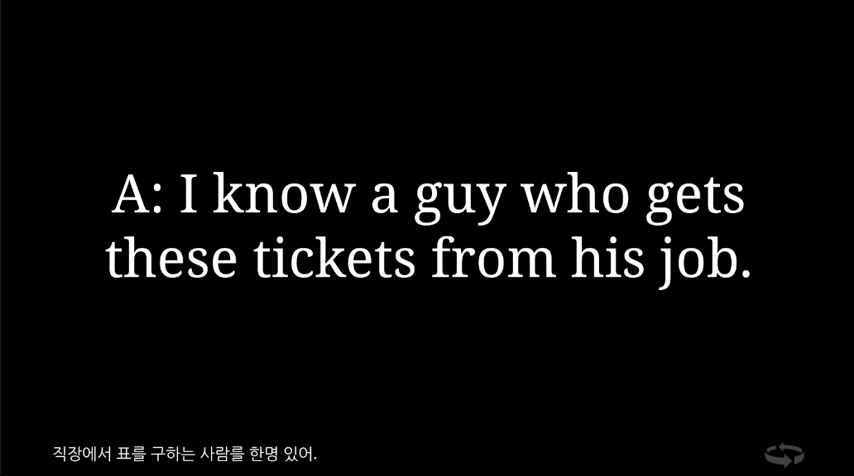 A: I know a guy who gets
these tickets from his job.
직장에서 표를 구하는 사람를 한명 있어.